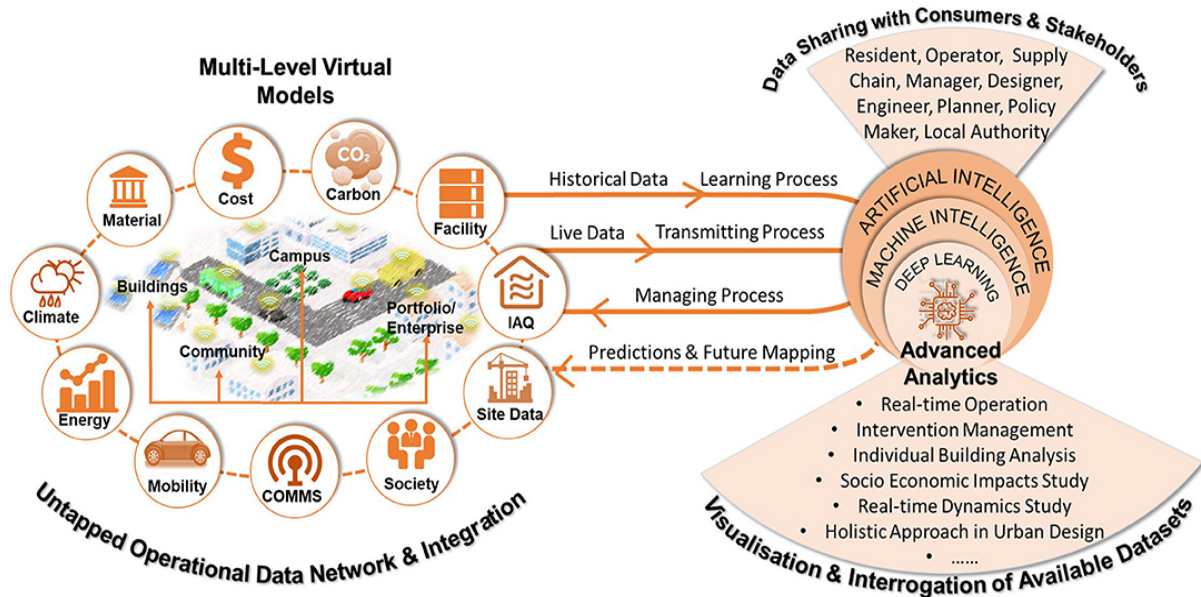 Multi-Level Virtual
Models
Material
Cost
CO₂
Carbon
Facility
Climate
Buildings
Campus
Community
Portfolio/
Enterprise
IAQ
Energy
Mobility
COMMS
Society
Site Data
Untapped Operational Data Network & Integration
Historical Data
Learning Process
Live Data
Transmitting Process
Managing Process
Predictions & Future Mapping
Data Sharing with Consumers & Stakeholders
Resident, Operator, Supply
Chain, Manager, Designer,
Engineer, Planner, Policy
Maker, Local Authority
ARTIFICIAL INTELLIGENCE
MACHINE INTELLIGENCE
DEEP LEARNING
Advanced
Analytics
• Real-time Operation
• Intervention Management
• Individual Building Analysis
• Socio Economic Impacts Study
• Real-time Dynamics Study
• Holistic Approach in Urban Design
• ......
Visualisation & Interrogation of Available Datasets